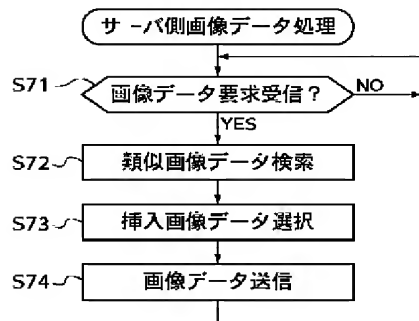 サ-バ側画像データ処理
S71
画像データ要求受信?
NO
YES
S72
類似画像データ検索
S73
挿入画像データ選択
S74
画像データ送信